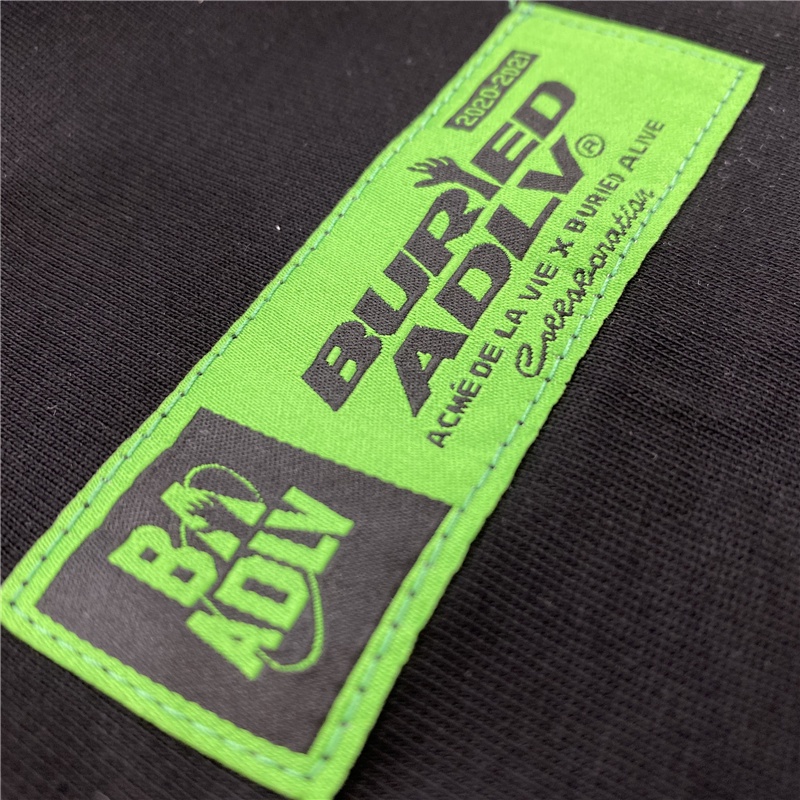 2020-2021
BURIED
ADLV®
ACMÉ DE LA VIE X BURIED ALIVE
Collaboration
BA
ADLV